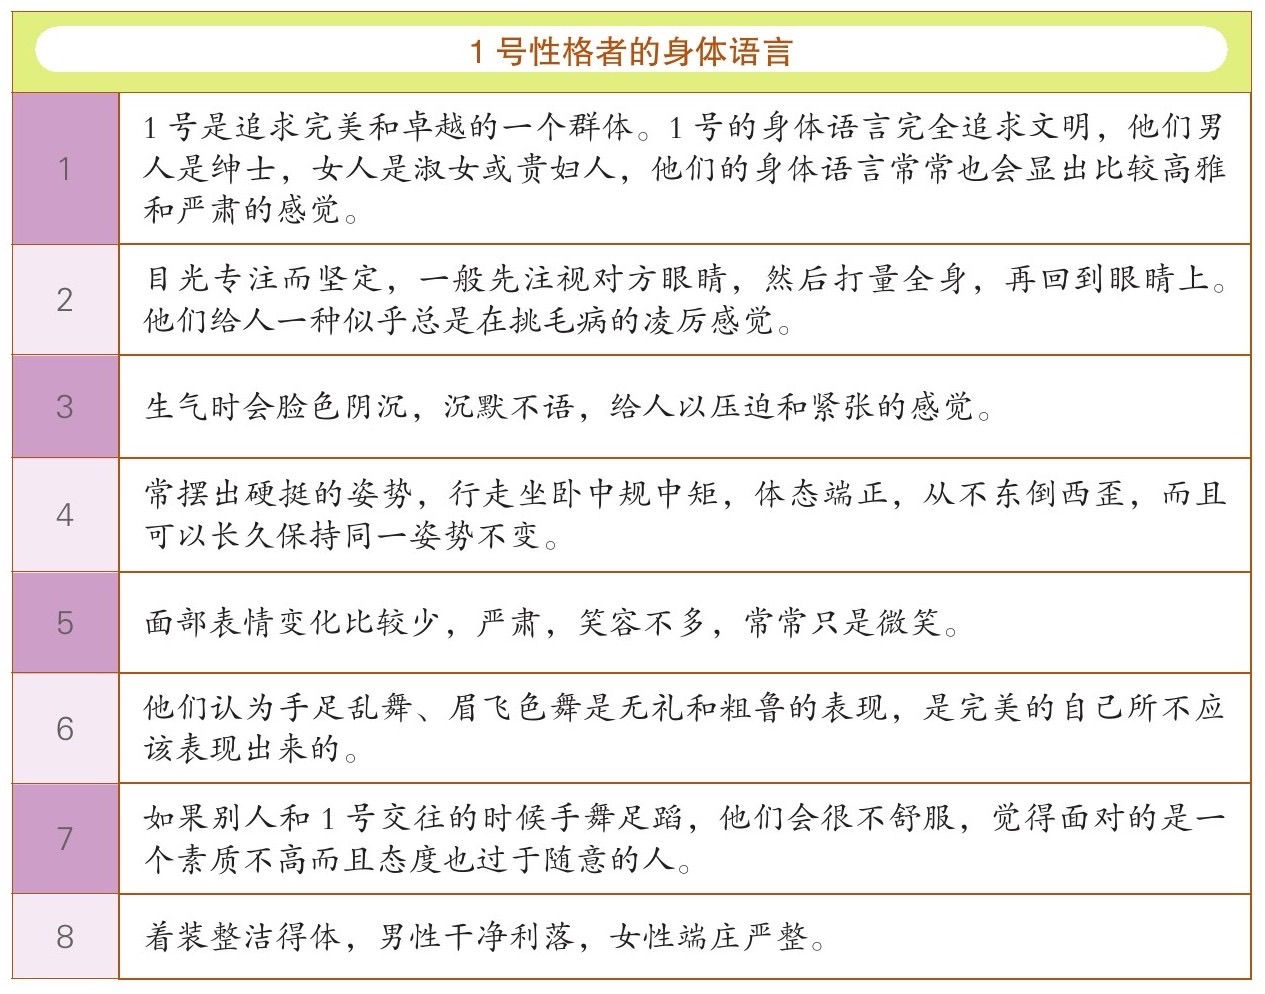 1 号性格者的身体语言
1
1 号是追求完美和卓越的一个群体。1 号的身体语言完全追求文明，他们男
人是绅士，女人是淑女或贵妇人，他们的身体语言常常也会显出比较高雅
和严肃的感觉。
2
目光专注而坚定，一般先注视对方眼睛，然后打量全身，再回到眼睛上。
他们给人一种似乎总是在挑毛病的凌厉感觉。
3
生气时会脸色阴沉，沉默不语，给人以压迫和紧张的感觉。
4
常摆出硬挺的姿势，行走坐卧中规中矩，体态端正，从不东倒西歪，而且
可以长久保持同一姿势不变。
5
面部表情变化比较少，严肃，笑容不多，常常只是微笑。
6
他们认为手足乱舞、眉飞色舞是无礼和粗鲁的表现，是完美的自己所不应
该表现出来的。
7
如果别人和 1 号交往的时候手舞足蹈，他们会很不舒服，觉得面对的是一
个素质不高而且态度也过于随意的人。
8
着装整洁得体，男性干净利落，女性端庄严整。